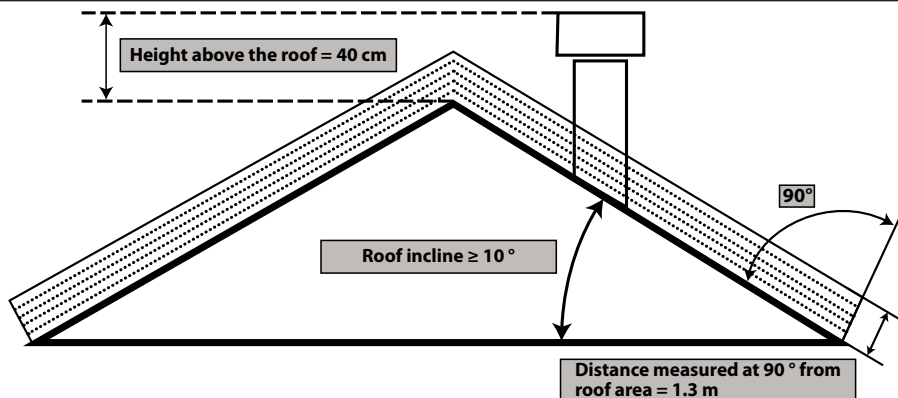 Height above the roof = 40 cm
90°
Roof incline ≥ 10 °
Distance measured at 90 ° from
roof area = 1.3 m